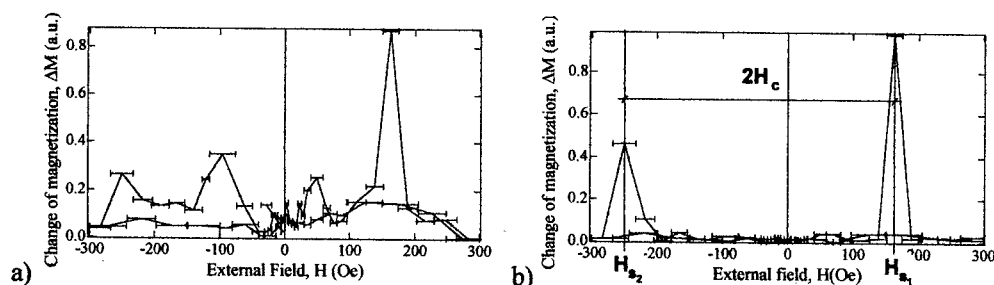 Change of magnetization, ΔM (a.u.)
0.8
0.6
0.4
0.2
0.0
-300 -200 -100 0 100 200 300
External Field, H (Oe)
a)
Change of magnetization, ΔM (a.u.)
0.8
0.6
0.4
0.2
0.0
2Hc
-300 -200 -100 0 100 200 300
Hs2
External field, H(Oe)
Hs1
b)